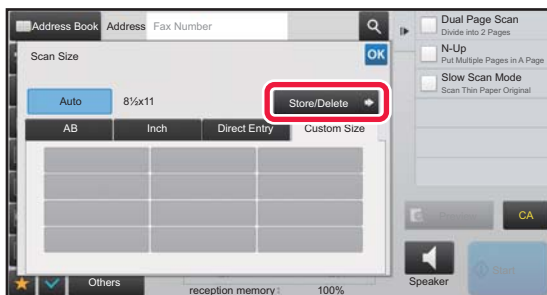 Address Book Address Fax Number
Scan Size
OK
Auto 8½x11 Store/Delete
AB Inch Direct Entry Custom Size
Others
reception memory: 100%
Dual Page Scan
Divide into 2 Pages
N-Up
Put Multiple Pages in A Page
Slow Scan Mode
Scan Thin Paper Original
Preview CA
Speaker Start